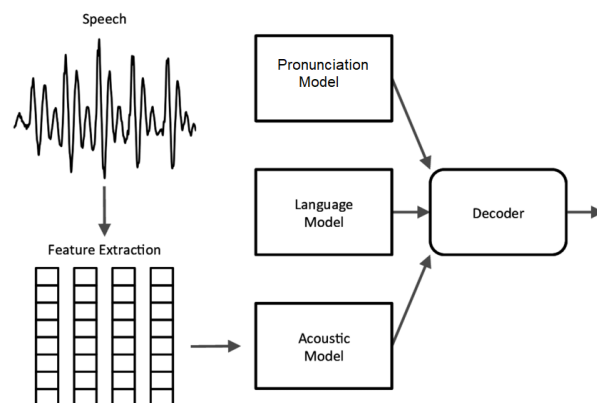 Speech
Feature Extraction
Pronunciation
Model
Language
Model
Acoustic
Model
Decoder